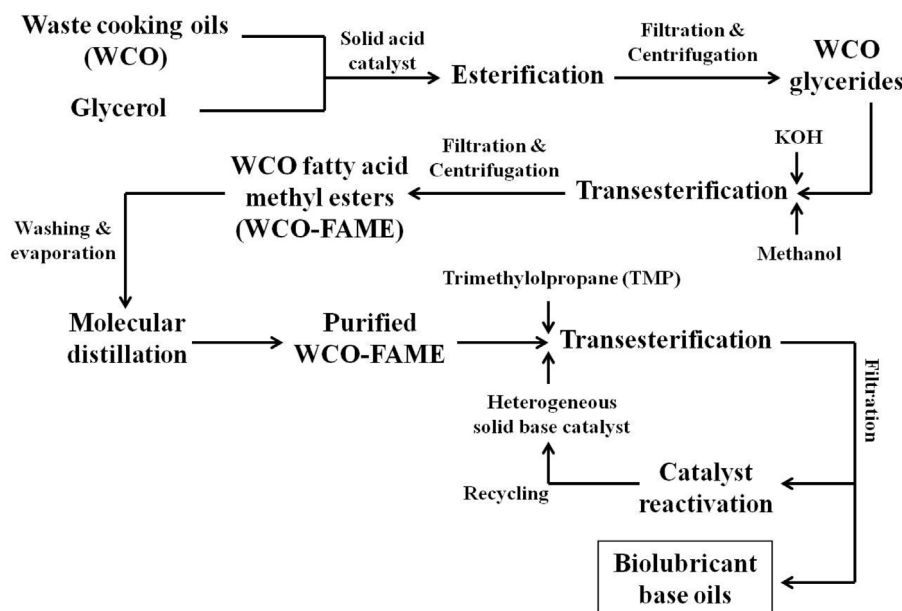 Waste cooking oils
(WCO)
Glycerol
Solid acid
catalyst
Esterification
Filtration &
Centrifugation
WCO
glycerides
KOH
Transesterification
Methanol
Filtration &
Centrifugation
WCO fatty acid
methyl esters
(WCO-FAME)
Washing &
evaporation
Molecular
distillation
Purified
WCO-FAME
Trimethylolpropane (TMP)
Transesterification
Heterogeneous
solid base catalyst
Filtration
Recycling
Catalyst
reactivation
Biolubricant
base oils